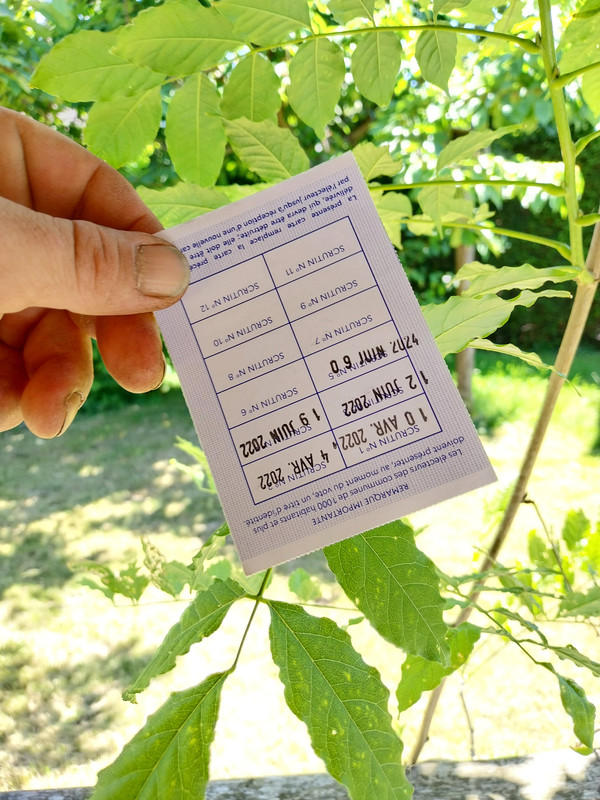 REMARQUE IMPORTANTE
Les électeurs des communes de 1000 habitants et plus
doivent présenter, au moment du vote, un titre d'identité
SCRUTIN N° 1
10 AVR. 2022
4 AVR. 2022
12 JUIN 2022
19 JUIN 2022
SCRUTIN N° 5
09 JUIN
SCRUTIN N° 6
SCRUTIN N° 7
SCRUTIN N° 8
SCRUTIN N° 9
SCRUTIN N° 10
SCRUTIN N° 11
SCRUTIN N° 12
La présente carte remplace la carte
délivrée, qui devra être détruite; elle doit être
par l'électeur jusqu'à réception d'une nouvelle